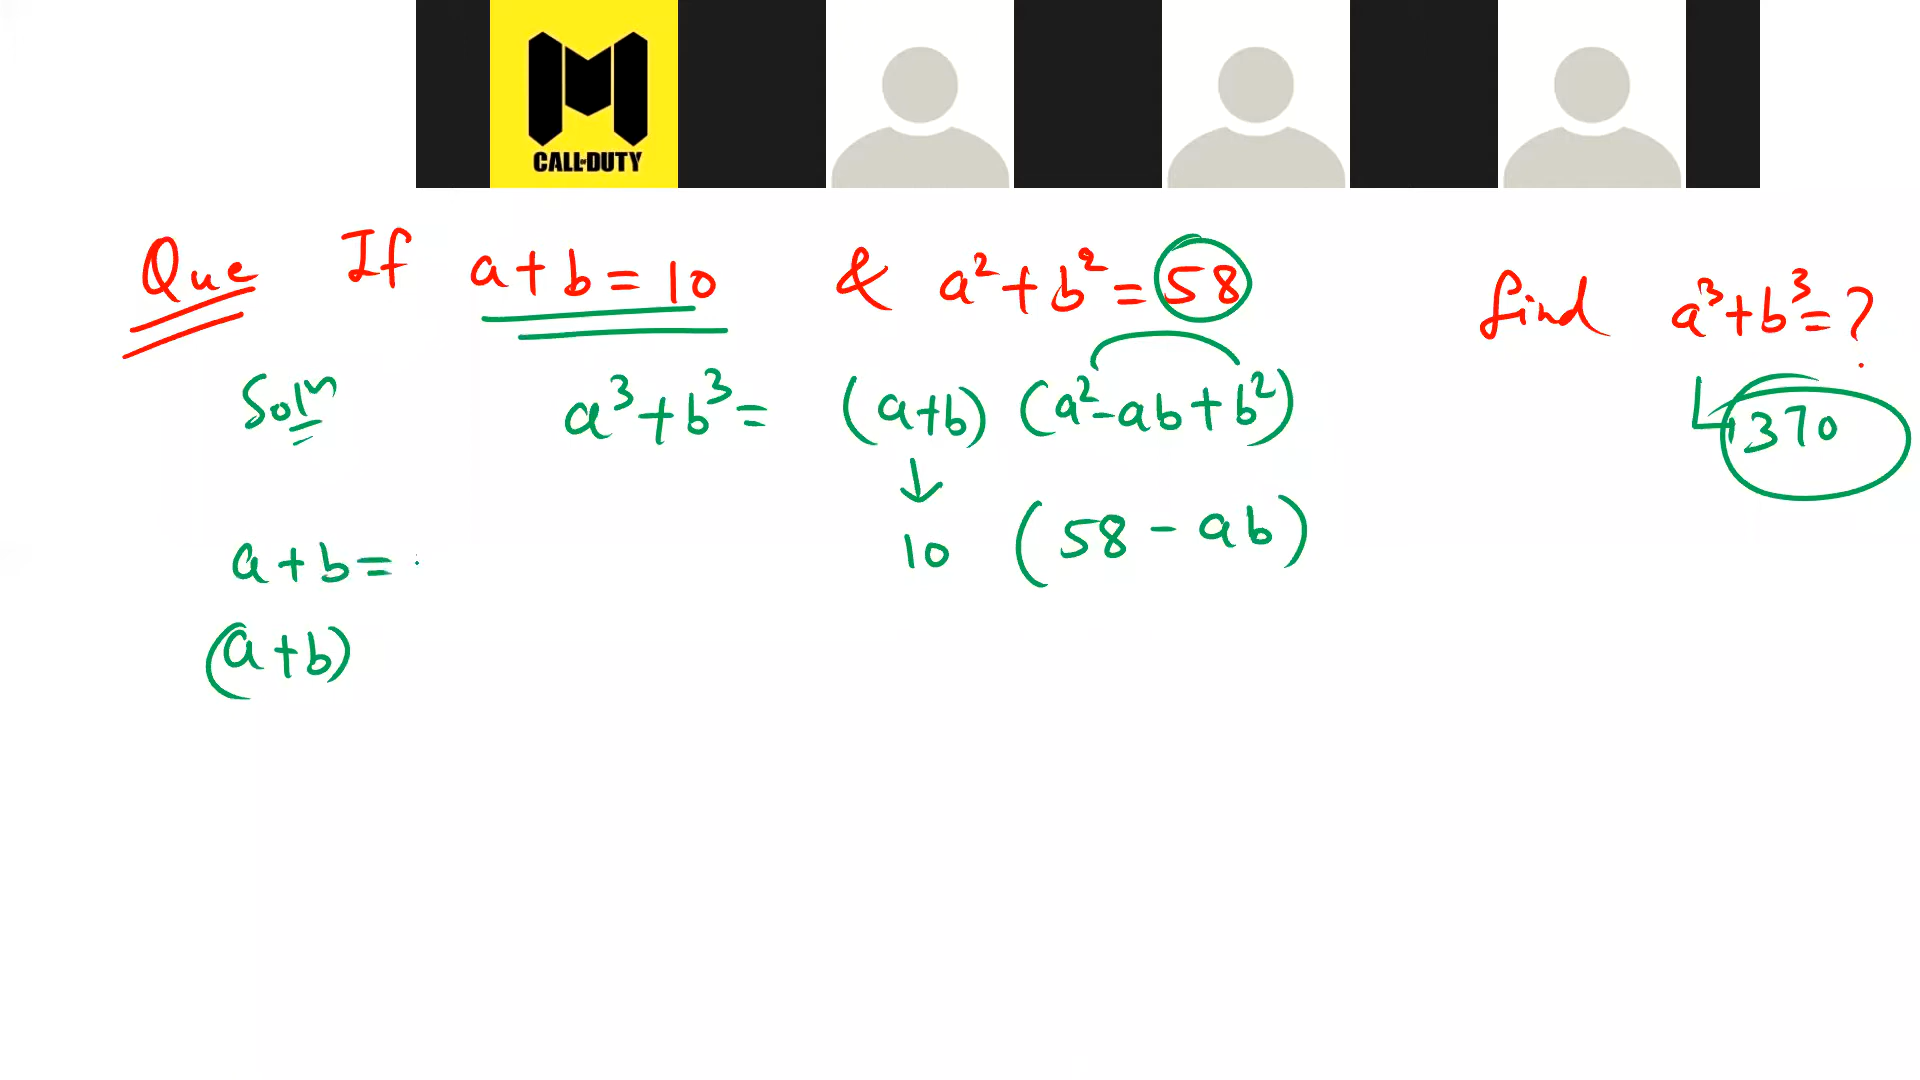 CALL OF DUTY
Que If a+b=10 & a²+b²=58 find a³+b³=?
Solⁿ a³+b³= (a+b) (a²-ab+b²) 370
10 (58-ab)
a+b=
(a+b)